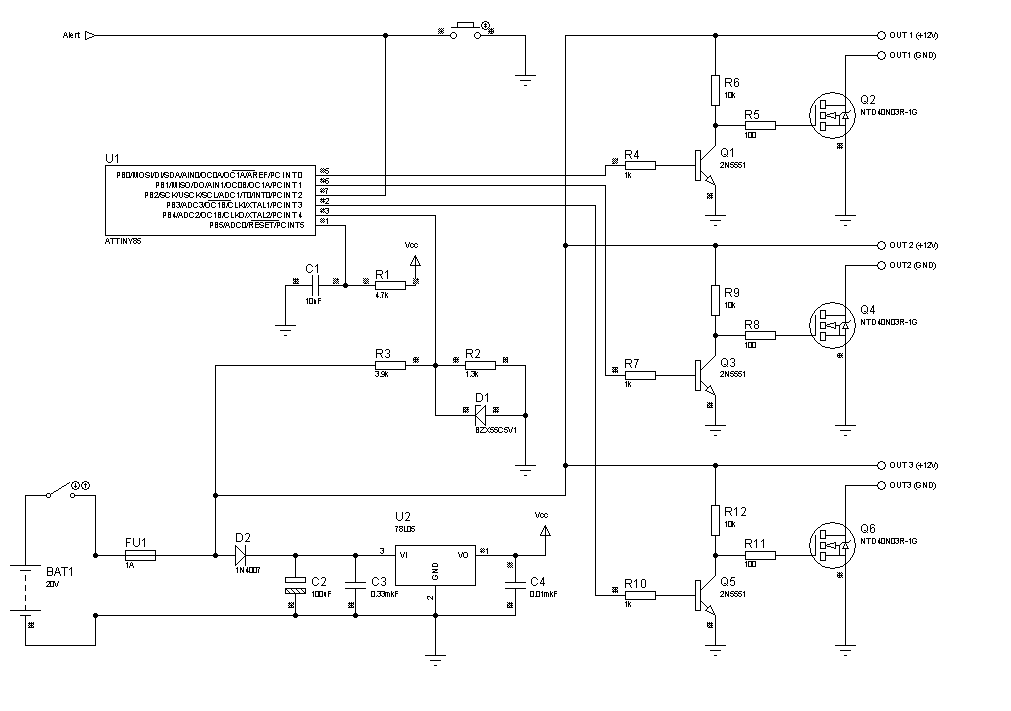 Alert
OUT 1 (+12V)
OUT1 (GND)
R6
10k
Q2
NTD40N03R-1G
R5
100
U1
R4
1k
Q1
2N5551
PB0/MOSI/DI/SDA/AIN0/OC0A/OC1A/AREF/PCINT0
5
PB1/MISO/DO/AIN1/OC0B/OC1A/PCINT1
6
PB2/SCK/USCK/SCL/ADC1/T0/INT0/PCINT2
7
PB3/ADC3/OC1B/CLKI/XTAL1/PCINT3
2
PB4/ADC2/OC1B/CLKO/XTAL2/PCINT4
3
PB5/ADC0/RESET/PCINT5
1
ATTINY85
Vcc
OUT 2 (+12V)
OUT2 (GND)
C1
10nF
R1
4.7k
R9
10k
Q4
NTD40N03R-1G
R8
100
R3
3.9k
R2
1.3k
R7
1k
Q3
2N5551
D1
BZX55C5V1
OUT 3 (+12V)
OUT3 (GND)
R12
10k
Q6
NTD40N03R-1G
R11
100
U2
78L05
Vcc
FU1
1A
D2
1N4007
3
VI
VO
1
GND
2
BAT1
20V
C2
100nF
C3
0.33mkF
C4
0.01mkF
R10
1k
Q5
2N5551